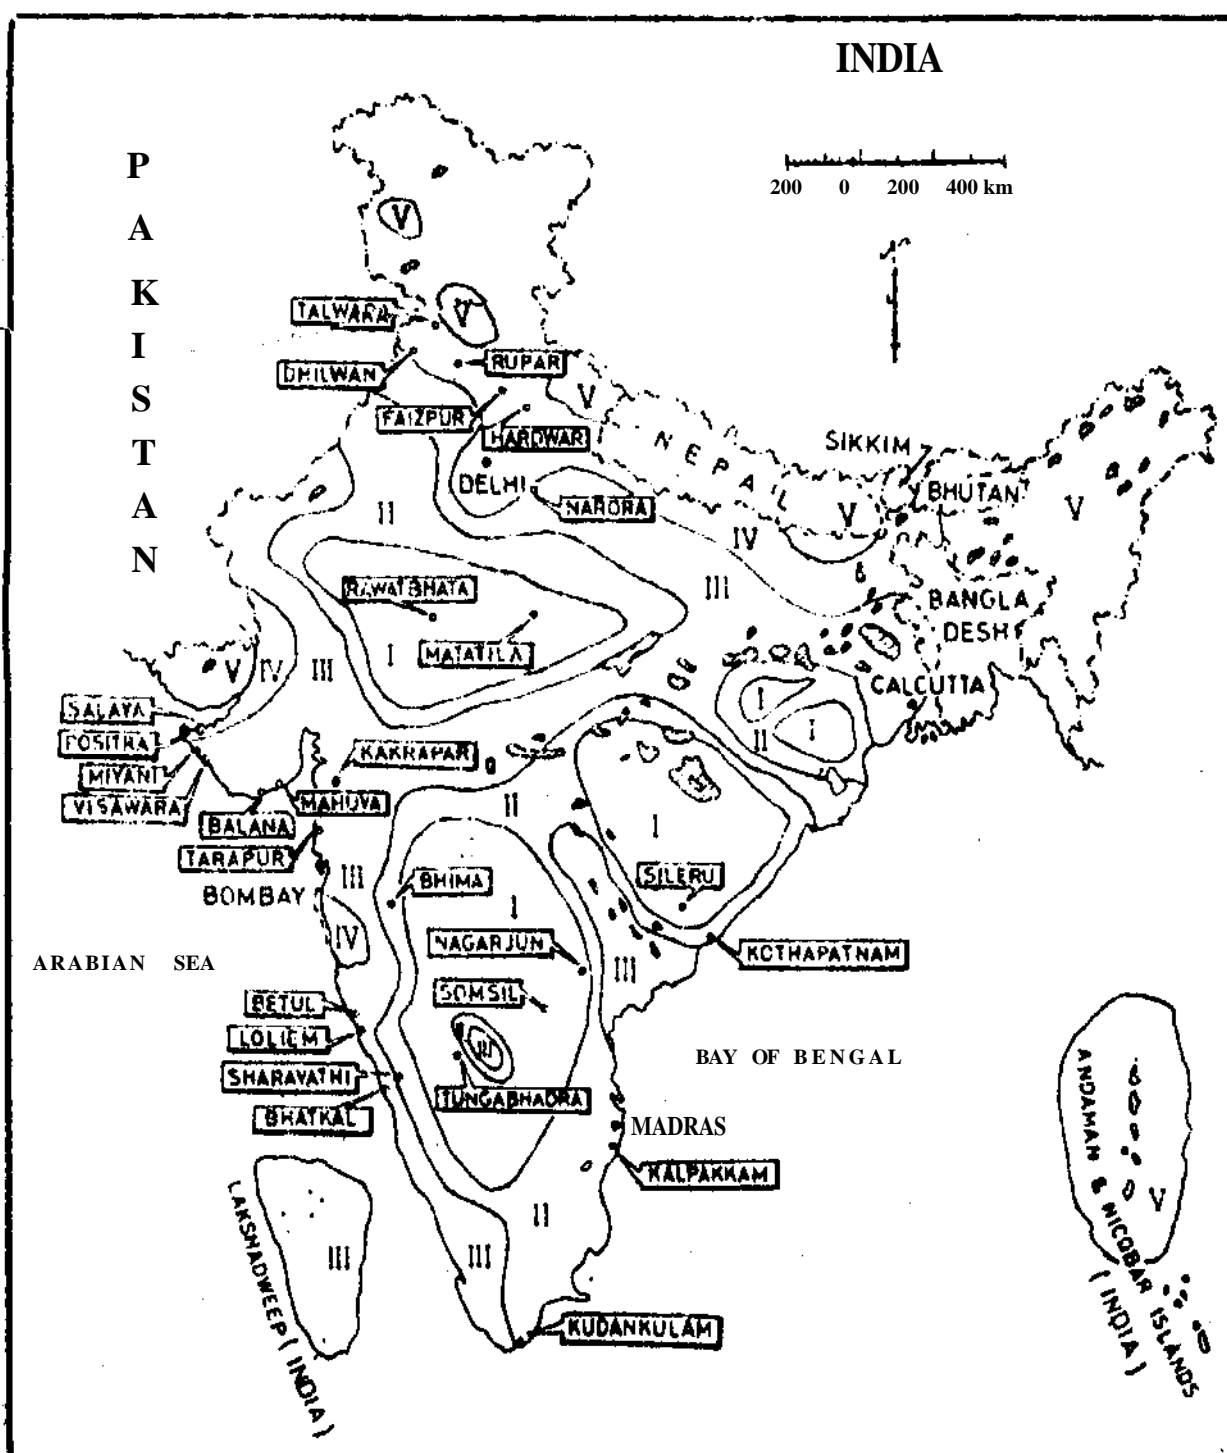 INDIA
P
A
K
I
S
T
A
N
200 0 200 400 km
V
TALWARA
V
DHILWAN
RUPAR
FAIZPUR
V
HARDWAR
NEPAL
SIKKIM
DELHI
BHUTAN
V
NARORA
V
II
IV
III
RAWATBHATA
BANGLA
DESH
I
MATATILA
V
IV
III
CALCUTTA
SALAYA
I
I
II
POSITRA
KAKRAPAR
MIYANI
VISAWARA
MAHUVA
II
BALANA
I
TARAPUR
III
BHIMA
SILERU
BOMBAY
I
IV
NAGARJUN
KOTHAPATNAM
III
ARABIAN SEA
SOMSIL
BETUL
LOLIEM
III
BAY OF BENGAL
SHARAVATHI
TUNGABHADRA
BHATKAL
MADRAS
KALPAKKAM
II
III
III
LAKSHADWEEP (INDIA)
KUDANKULAM
V
ANDAMAN & NICOBAR ISLANDS
(INDIA)